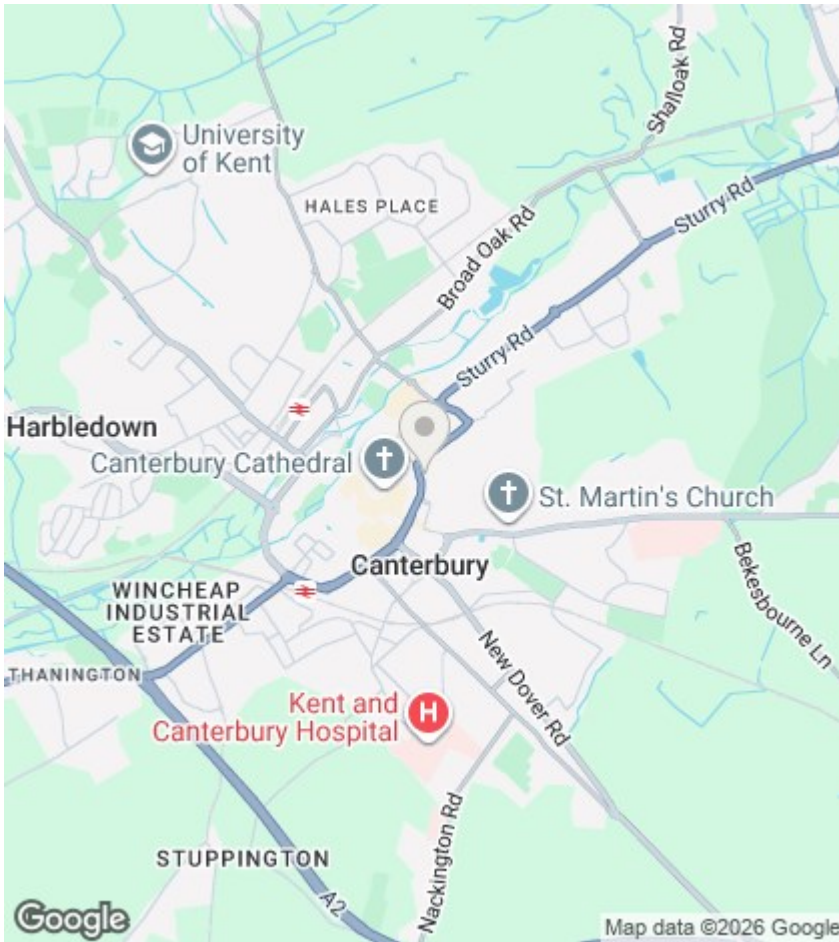 Shalloak Rd
University
of Kent
HALES PLACE
Sturry Rd
Broad Oak Rd
Sturry Rd
Harbledown
Canterbury Cathedral
St. Martin's Church
Canterbury
WINCHEAP
INDUSTRIAL
ESTATE
Bekesbourne Ln
THANINGTON
New Dover Rd
Kent and
Canterbury Hospital
H
Nackington Rd
STUPPINGTON
A2
Google
Map data ©2026 Google